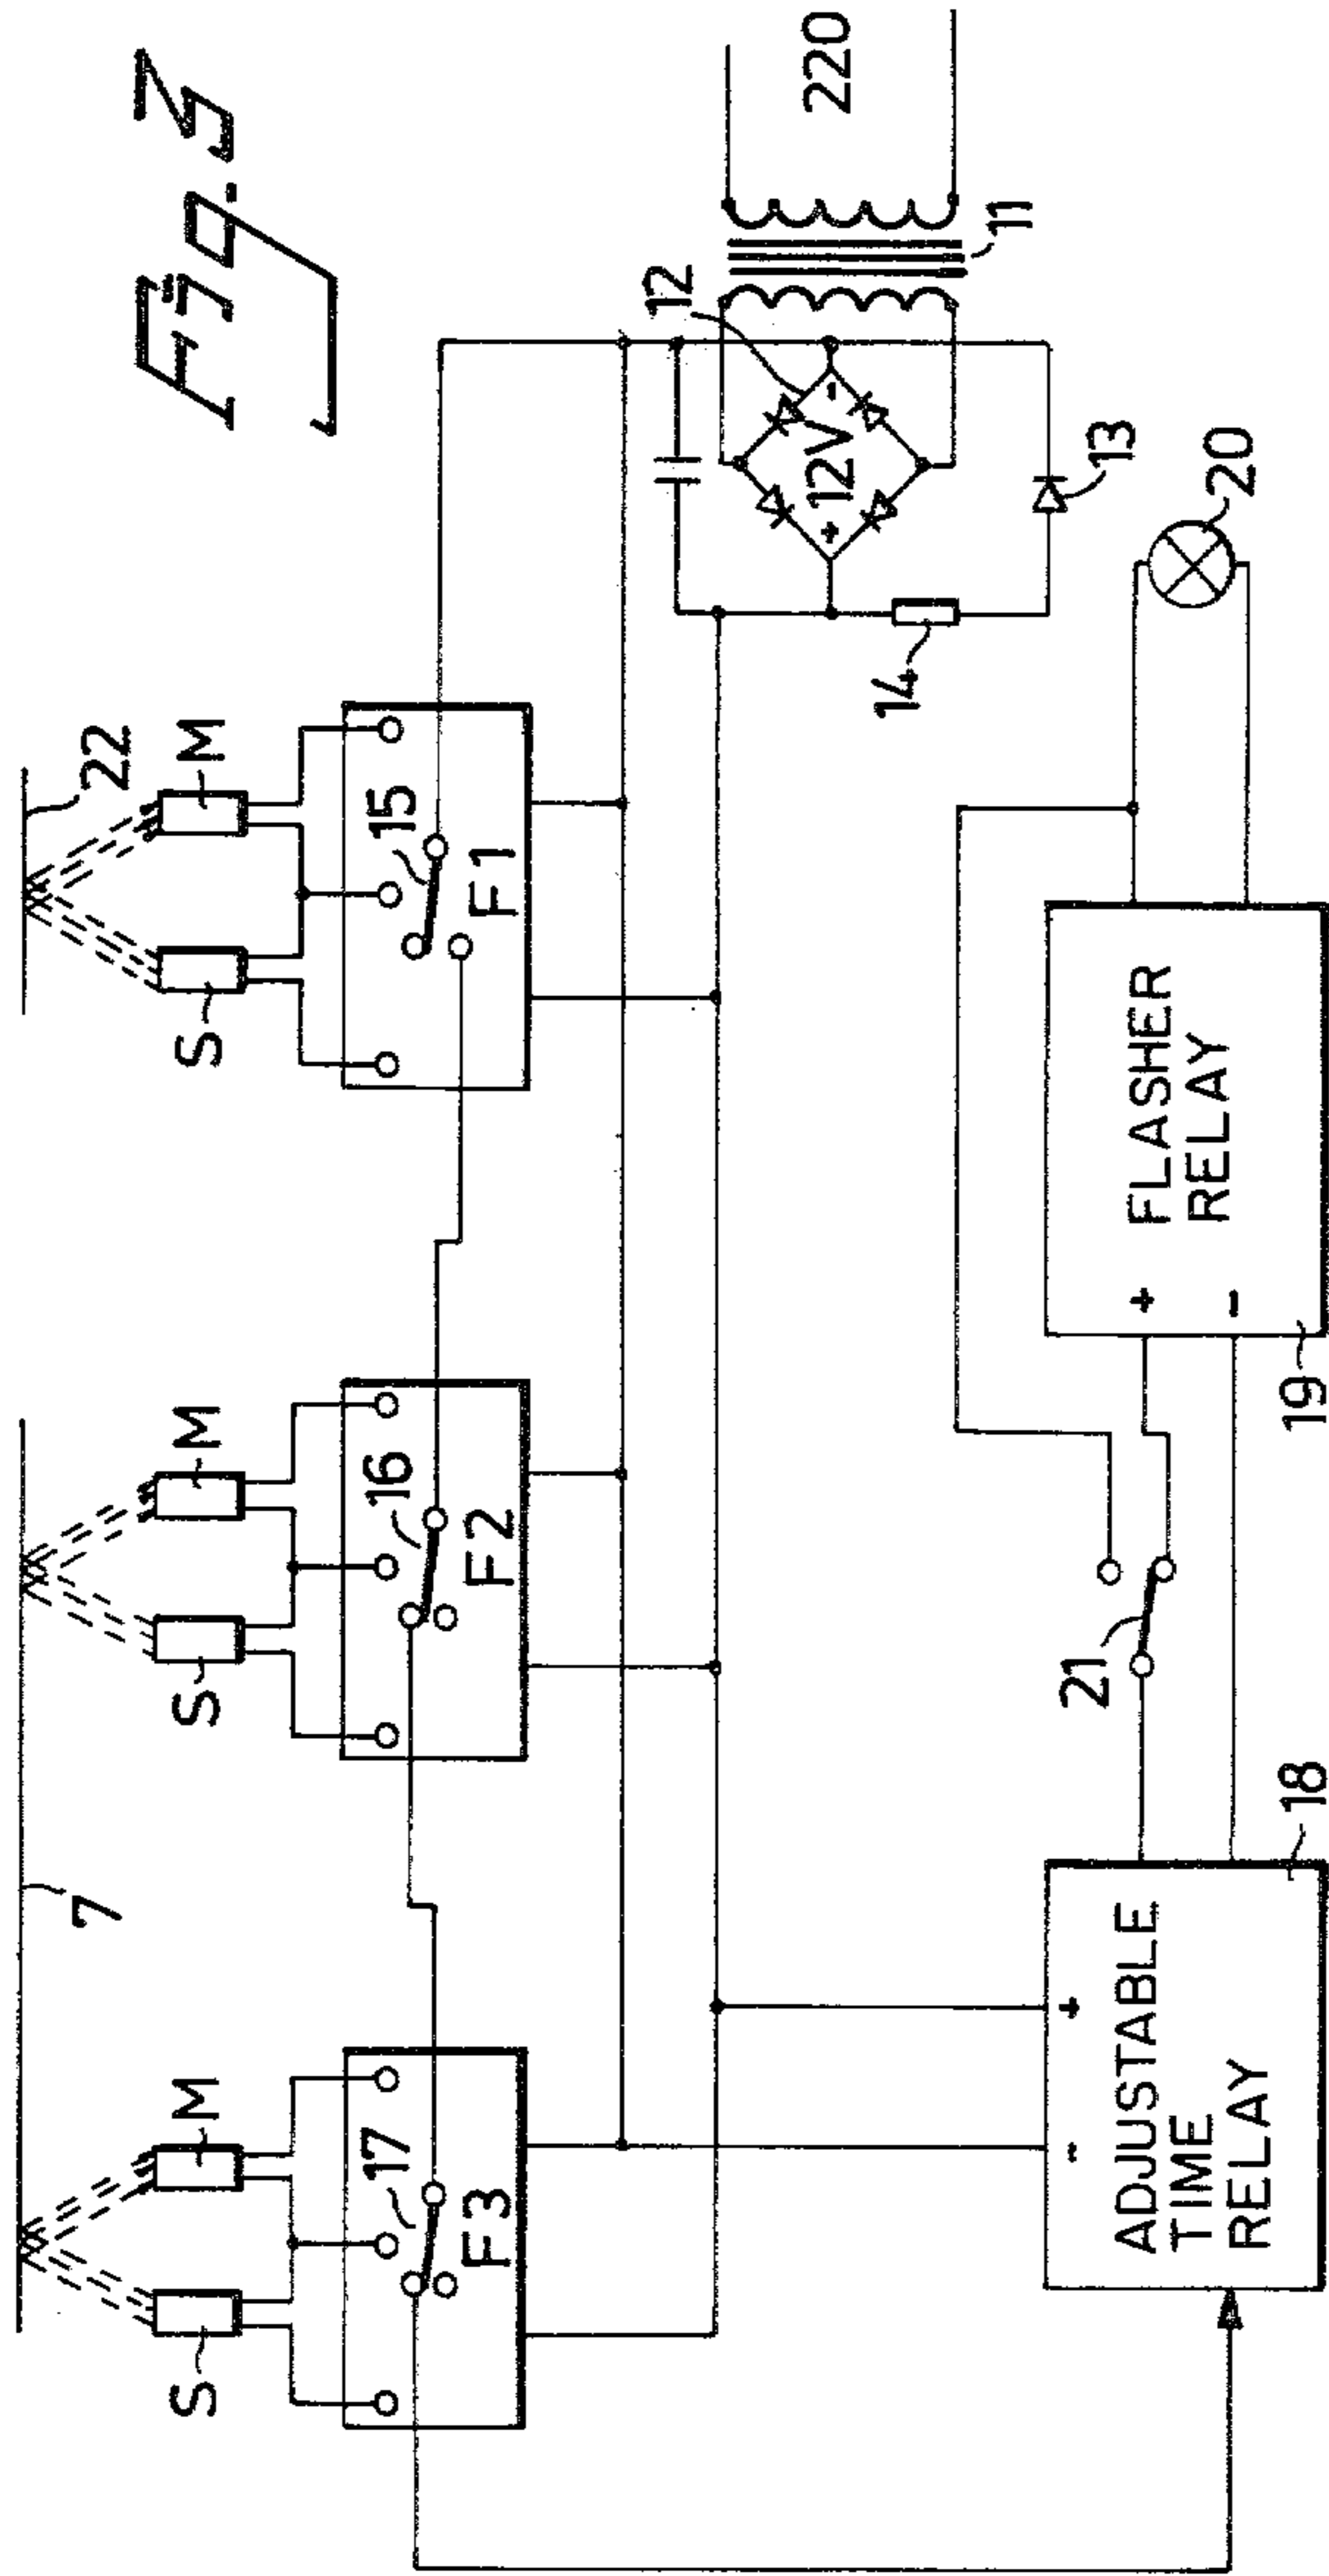 Fig. 3
7
22
S
M
S
M
S
M
17
16
15
F3
F2
F1
12
-
12V
+
220
11
14
13
20
- +
ADJUSTABLE
TIME
RELAY
18
21
+
-
FLASHER
RELAY
19